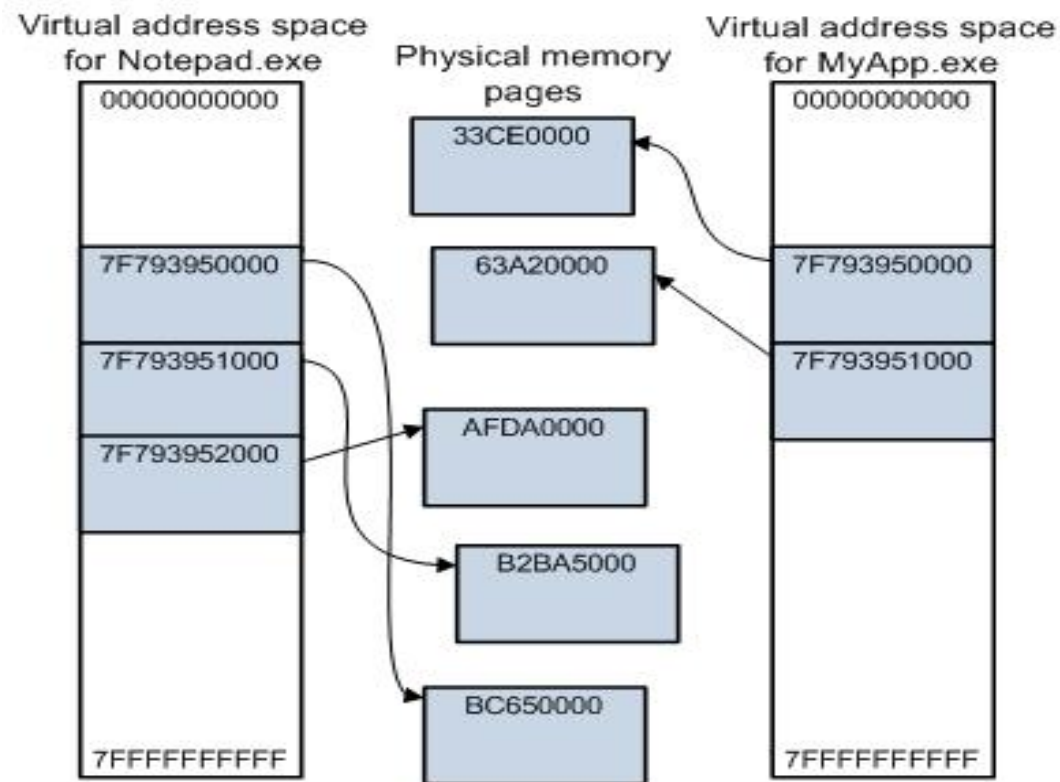 Virtual address space
for Notepad.exe
00000000000
7F793950000
7F793951000
7F793952000
7FFFFFFFFFF
Physical memory
pages
33CE0000
63A20000
AFDA0000
B2BA5000
BC650000
Virtual address space
for MyApp.exe
00000000000
7F793950000
7F793951000
7FFFFFFFFFF